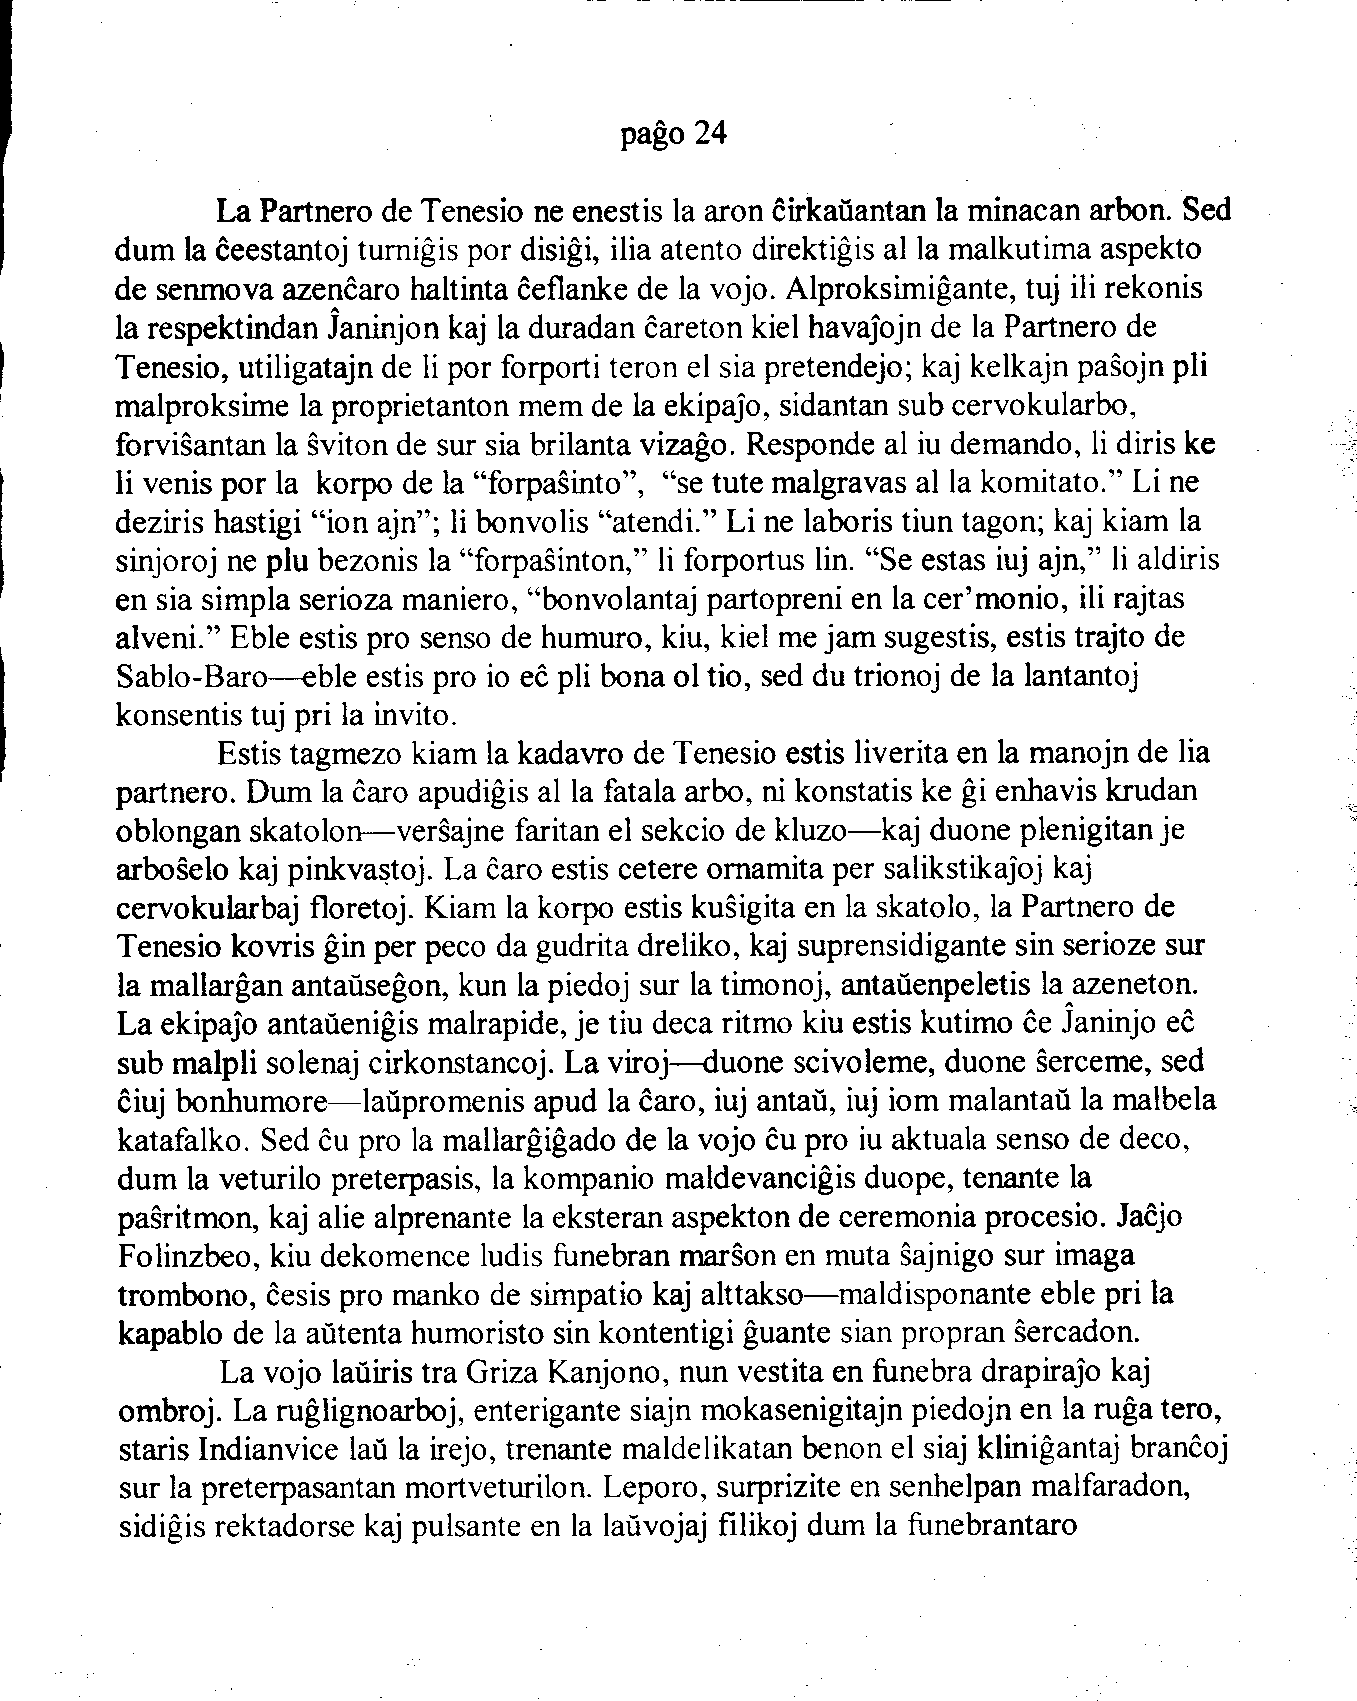 paĝo 24
La Partnero de Tenesio ne enestis la aron ĉirkaŭantan la minacan arbon. Sed
dum la ĉeestantoj turniĝis por disiĝi, ilia atento direktiĝis al la malkutima aspekto
de senmova azenĉaro haltinta ĉeflanke de la vojo. Alproksimiĝante, tuj ili rekonis
la respektindan Ĵaninjon kaj la duradan ĉareton kiel havaĵojn de la Partnero de
Tenesio, utiligatajn de li por forporti teron el sia pretendejo; kaj kelkajn paŝojn pli
malproksime la proprietanton mem de la ekipaĵo, sidantan sub cervokularbo,
forviŝantan la ŝviton de sur sia brilanta vizaĝo. Responde al iu demando, li diris ke
li venis por la korpo de la “forpaŝinto”, “se tute malgravas al la komitato.” Li ne
deziris hastigi “ion ajn”; li bonvolis “atendi.” Li ne laboris tiun tagon; kaj kiam la
sinjoroj ne plu bezonis la “forpaŝinton,” li forportus lin. “Se estas iuj ajn,” li aldiris
en sia simpla serioza maniero, “bonvolantaj partopreni en la cer’monio, ili rajtas
alveni.” Eble estis pro senso de humuro, kiu, kiel me jam sugestis, estis trajto de
Sablo-Baro—eble estis pro io eĉ pli bona ol tio, sed du trionoj de la lantantoj
konsentis tuj pri la invito.
Estis tagmezo kiam la kadavro de Tenesio estis liverita en la manojn de lia
partnero. Dum la ĉaro apudiĝis al la fatala arbo, ni konstatis ke ĝi enhavis krudan
oblongan skatolon—verŝajne faritan el sekcio de kluzo—kaj duone plenigitan je
arboŝelo kaj pinkvastoj. La ĉaro estis cetere ornamita per salikstikaĵoj kaj
cervokularbaj floretoj. Kiam la korpo estis kuŝigita en la skatolo, la Partnero de
Tenesio kovris ĝin per peco da gudrita dreliko, kaj suprensidigante sin serioze sur
la mallarĝan antaŭseĝon, kun la piedoj sur la timonoj, antaŭenpeletis la azeneton.
La ekipaĵo antaŭeniĝis malrapide, je tiu deca ritmo kiu estis kutimo ĉe Ĵaninjo eĉ
sub malpli solenaj cirkonstancoj. La viroj—duone scivoleme, duone ŝerceme, sed
ĉiuj bonhumore—laŭpromenis apud la ĉaro, iuj antaŭ, iuj iom malantaŭ la malbela
katafalko. Sed ĉu pro la mallarĝiĝado de la vojo ĉu pro iu aktuala senso de deco,
dum la veturilo preterpasis, la kompanio maldevanciĝis duope, tenante la
paŝritmon, kaj alie alprenante la eksteran aspekton de ceremonia procesio. Jaĉjo
Folinzbeo, kiu dekomence ludis funebran marŝon en muta ŝajnigo sur imaga
trombono, ĉesis pro manko de simpatio kaj alttakso—maldisponante eble pri la
kapablo de la aŭtenta humoristo sin kontentigi ĝuante sian propran ŝercadon.
La vojo laŭiris tra Griza Kanjono, nun vestita en funebra drapiraĵo kaj
ombroj. La ruĝlignoarboj, enterigante siajn mokasenigitajn piedojn en la ruĝa tero,
staris Indianvice laŭ la irejo, trenante maldelikatan benon el siaj kliniĝantaj branĉoj
sur la preterpasantan mortveturilon. Leporo, surprizite en senhelpan malfaradon,
sidiĝis rektadorse kaj pulsante en la laŭvojaj filikoj dum la funebrantaro